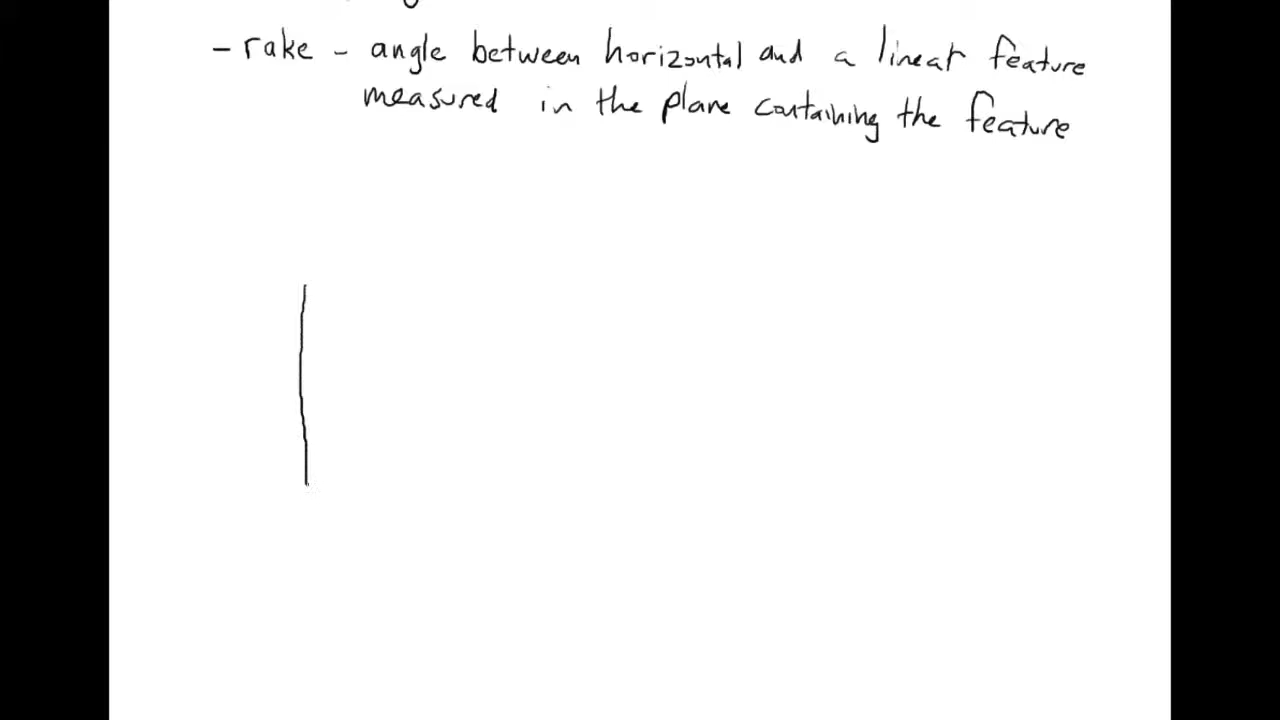 - rake - angle between horizontal and a linear feature
measured in the plane containing the feature